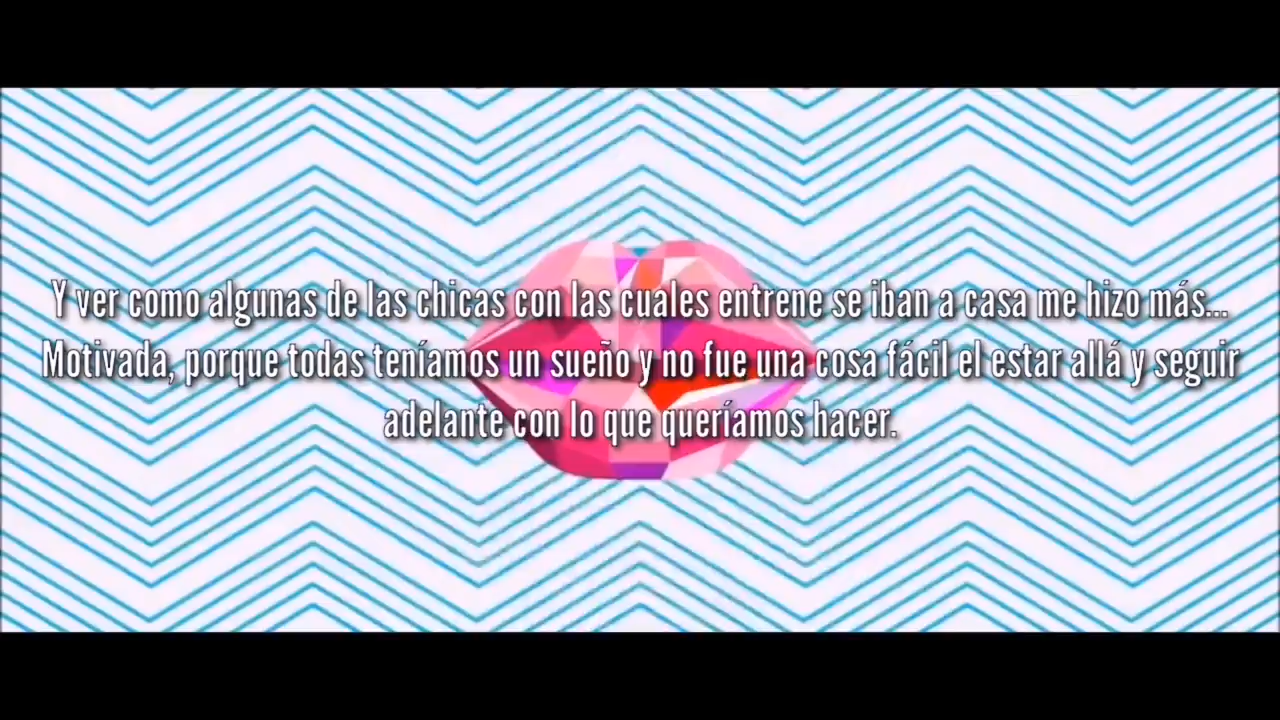 Y ver como algunas de las chicas con las cuales entrene se iban a casa me hizo más...
Motivada, porque todas teníamos un sueño y no fue una cosa fácil el estar allá y seguir
adelante con lo que queríamos hacer.